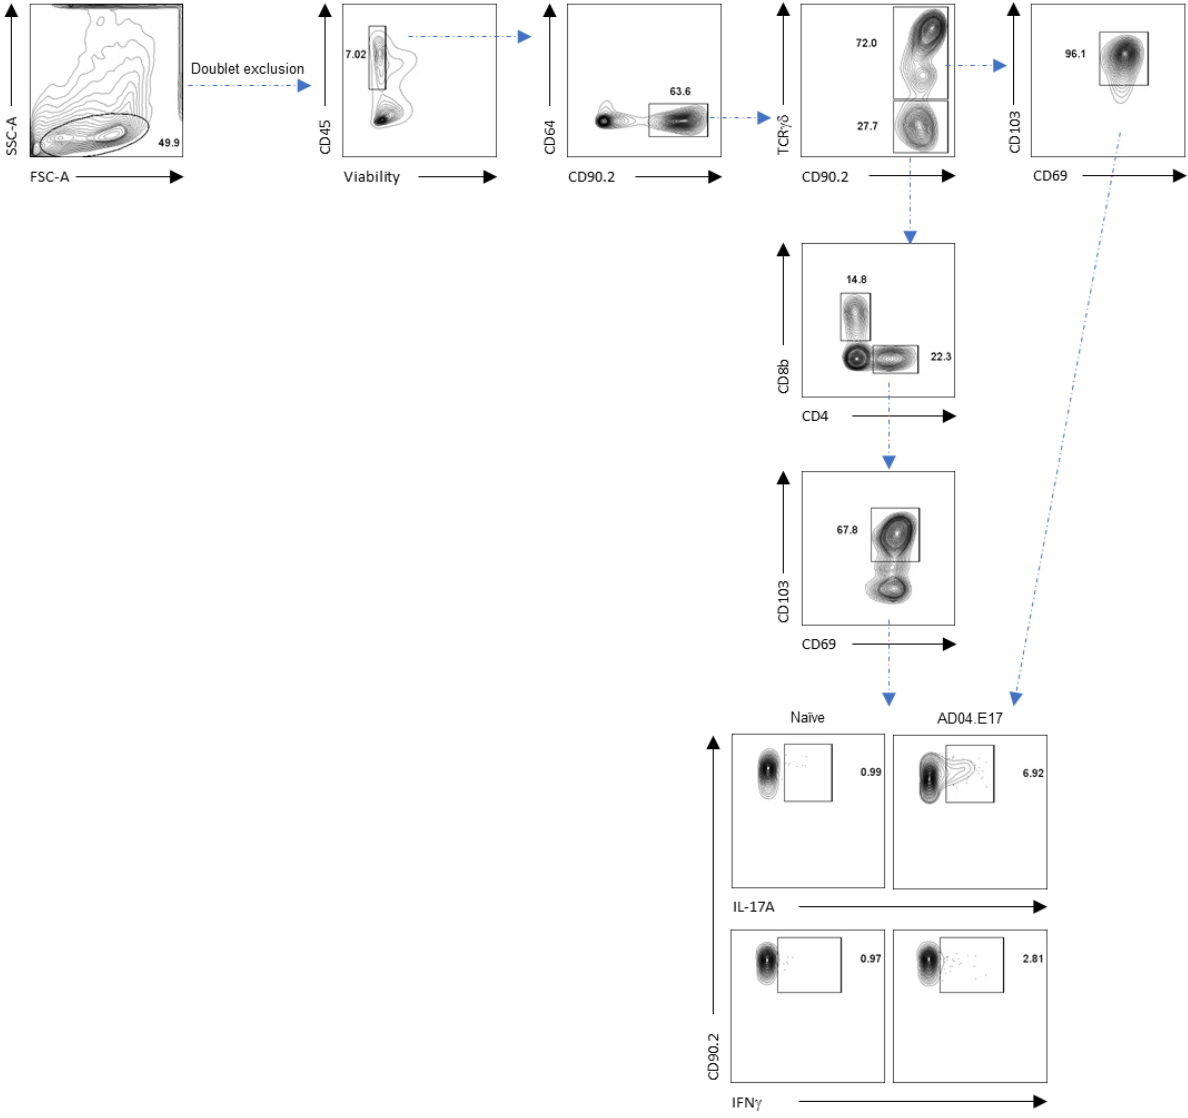 SSC-A
49.9
FSC-A
Doublet exclusion
CD45
7.02
Viability
CD64
63.6
CD90.2
TCRγδ
72.0
27.7
CD90.2
CD103
96.1
CD69
CD8b
14.8
22.3
CD4
CD103
67.8
CD69
Naïve
AD04.E17
0.99
6.92
IL-17A
0.97
2.81
CD90.2
IFNγ